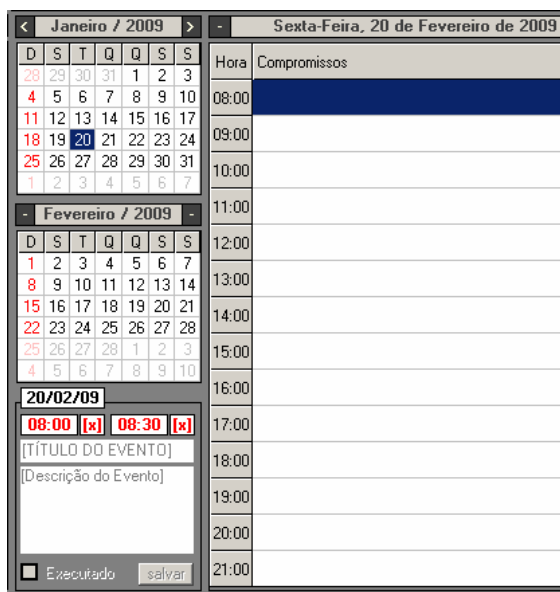 < Janeiro / 2009 >
D S T Q Q S S
28 29 30 31 1 2 3
4 5 6 7 8 9 10
11 12 13 14 15 16 17
18 19 20 21 22 23 24
25 26 27 28 29 30 31
1 2 3 4 5 6 7
- Fevereiro / 2009 -
D S T Q Q S S
1 2 3 4 5 6 7
8 9 10 11 12 13 14
15 16 17 18 19 20 21
22 23 24 25 26 27 28
25 26 27 28 1 2 3
4 5 6 7 8 9 10
20/02/09
08:00 [x] 08:30 [x]
[TÍTULO DO EVENTO]
[Descrição do Evento]
Executado salvar
- Sexta-Feira, 20 de Fevereiro de 2009
Hora Compromissos
08:00
09:00
10:00
11:00
12:00
13:00
14:00
15:00
16:00
17:00
18:00
19:00
20:00
21:00